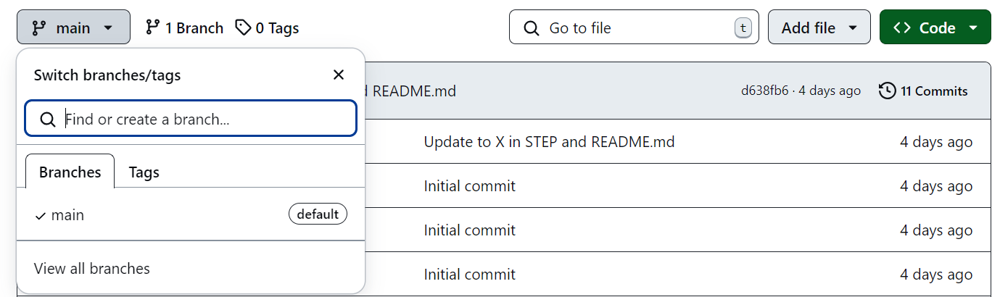 main 1 Branch 0 Tags Go to file t Add file Code
Switch branches/tags
README.md d638fb6 · 4 days ago 11 Commits
Find or create a branch...
Update to X in STEP and README.md 4 days ago
Branches Tags
Initial commit 4 days ago
main default
Initial commit 4 days ago
View all branches
Initial commit 4 days ago